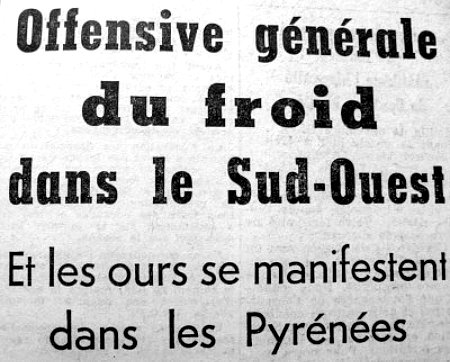 Offensive générale
du froid
dans le Sud-Ouest
Et les ours se manifestent
dans les Pyrénées